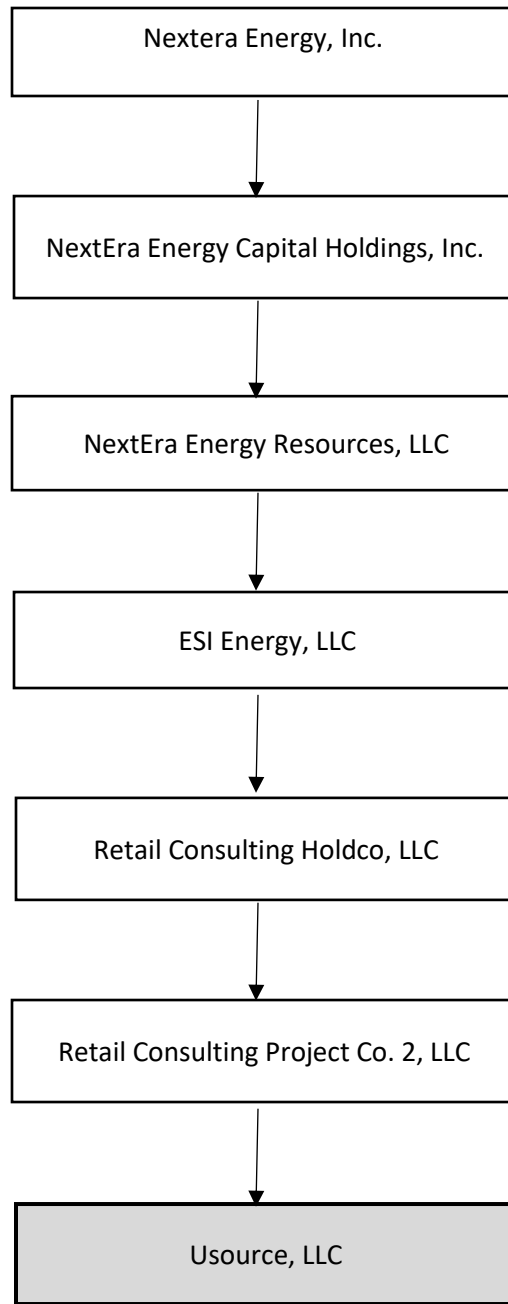 Nextera Energy, Inc.
NextEra Energy Capital Holdings, Inc.
NextEra Energy Resources, LLC
ESI Energy, LLC
Retail Consulting Holdco, LLC
Retail Consulting Project Co. 2, LLC
Usource, LLC